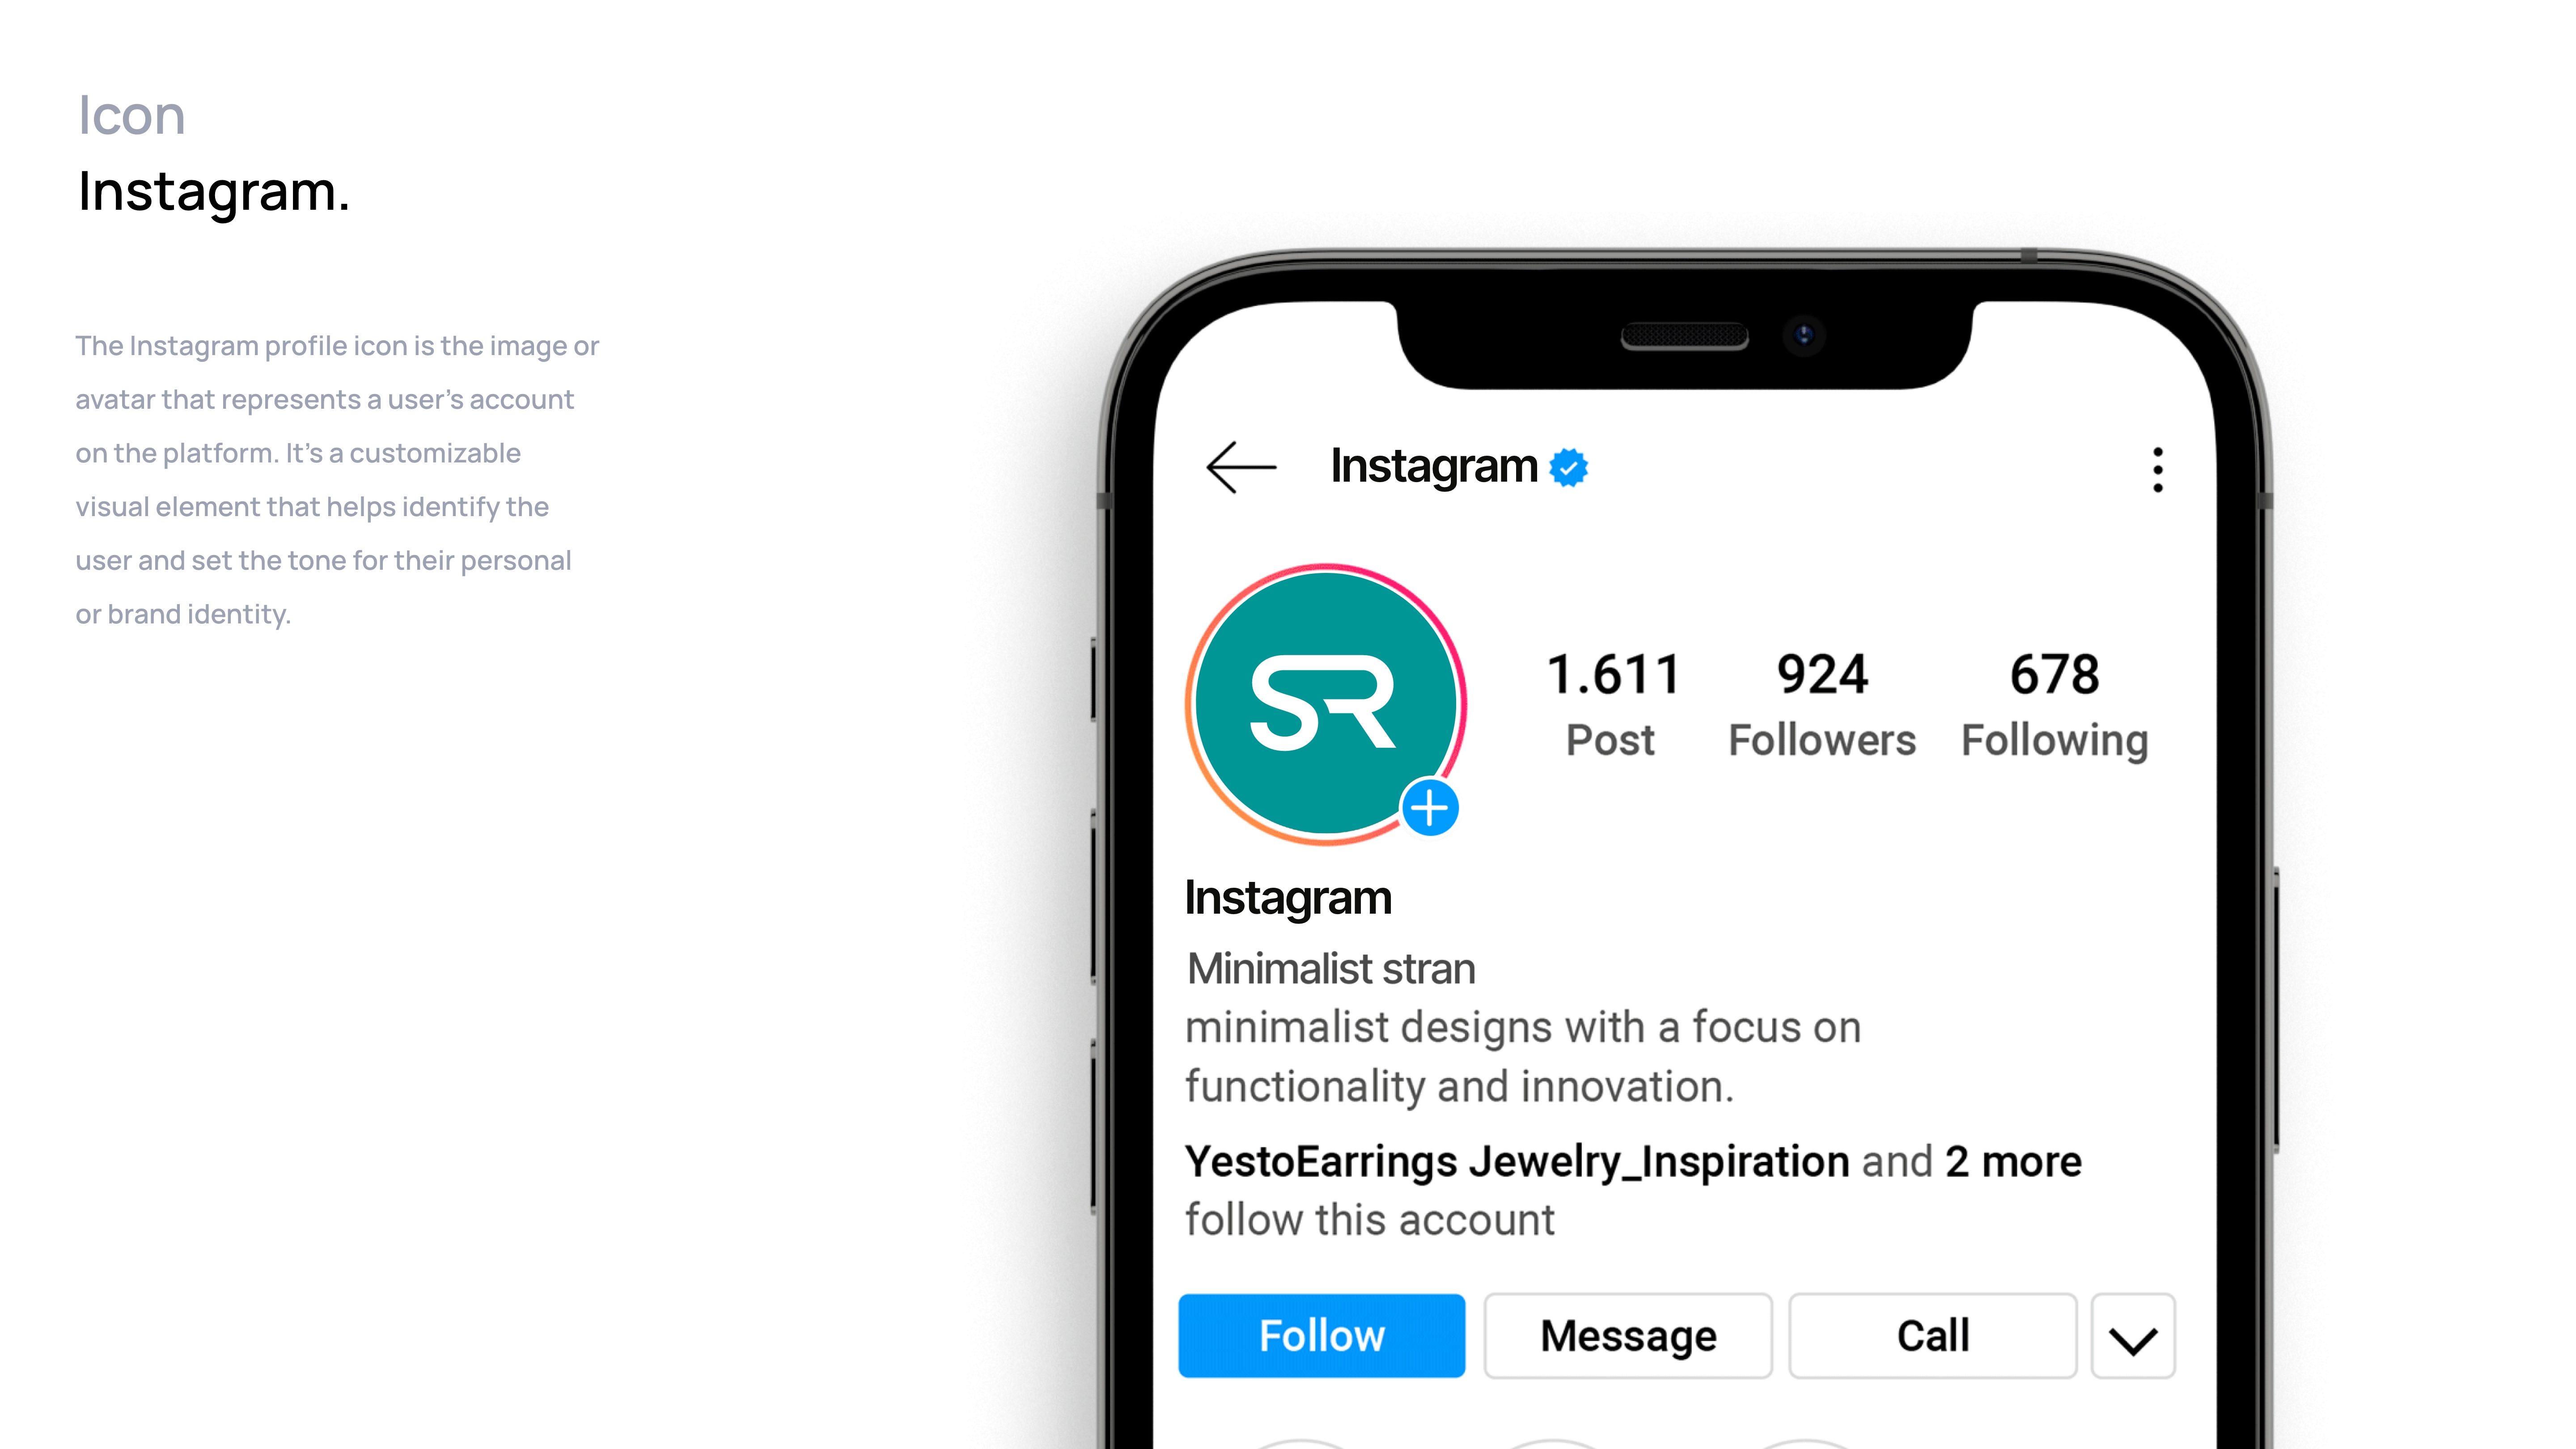 Icon
Instagram.
The Instagram profile icon is the image or
avatar that represents a user's account
on the platform. It's a customizable
visual element that helps identify the
user and set the tone for their personal
or brand identity.
Instagram
SR
1.611 924 678
Post Followers Following
Instagram
Minimalist stran
minimalist designs with a focus on
functionality and innovation.
YestoEarrings Jewelry_Inspiration and 2 more
follow this account
Follow Message Call